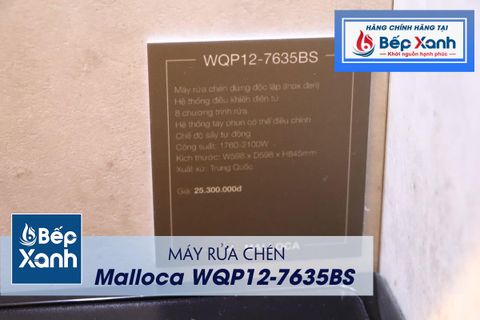 HÀNG CHÍNH HÃNG TẠI
Bếp Xanh
Khơi nguồn hạnh phúc
WQP12-7635BS
Máy rửa chén đứng độc lập (Inox đen)
Hệ thống điều khiển điện tử
8 chương trình rửa
Hệ thống tay phun có thể điều chỉnh
Chế độ sấy tự động
Công suất: 1760-2100W
Kích thước: W598 x D598 x H845mm
Xuất xứ: Trung Quốc
Giá: 25.300.000đ
Bếp
Xanh
MÁY RỬA CHÉN
Malloca WQP12-7635BS